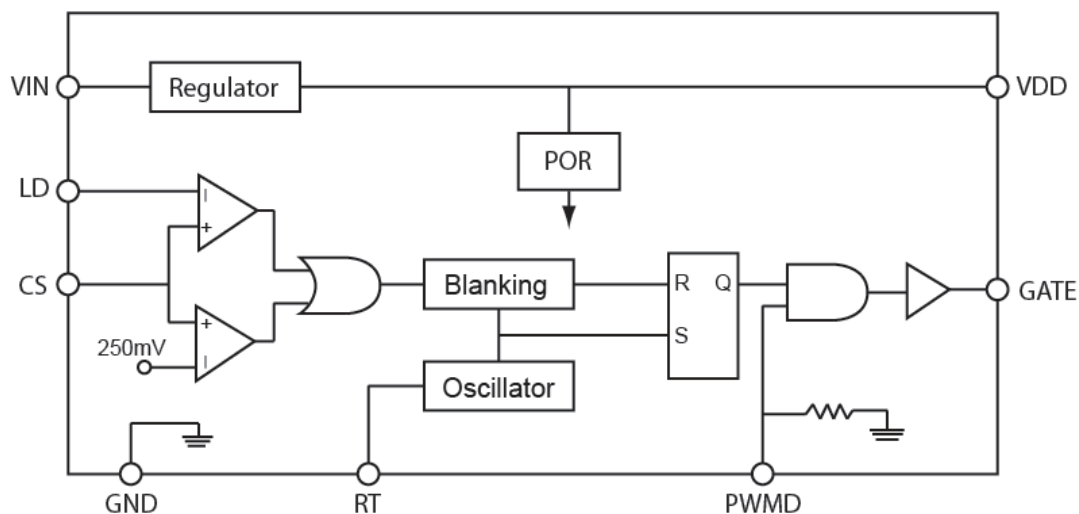 VIN
Regulator
VDD
POR
LD
-
+
CS
Blanking
R Q
S
GATE
+
250mV
-
Oscillator
GND
RT
PWMD